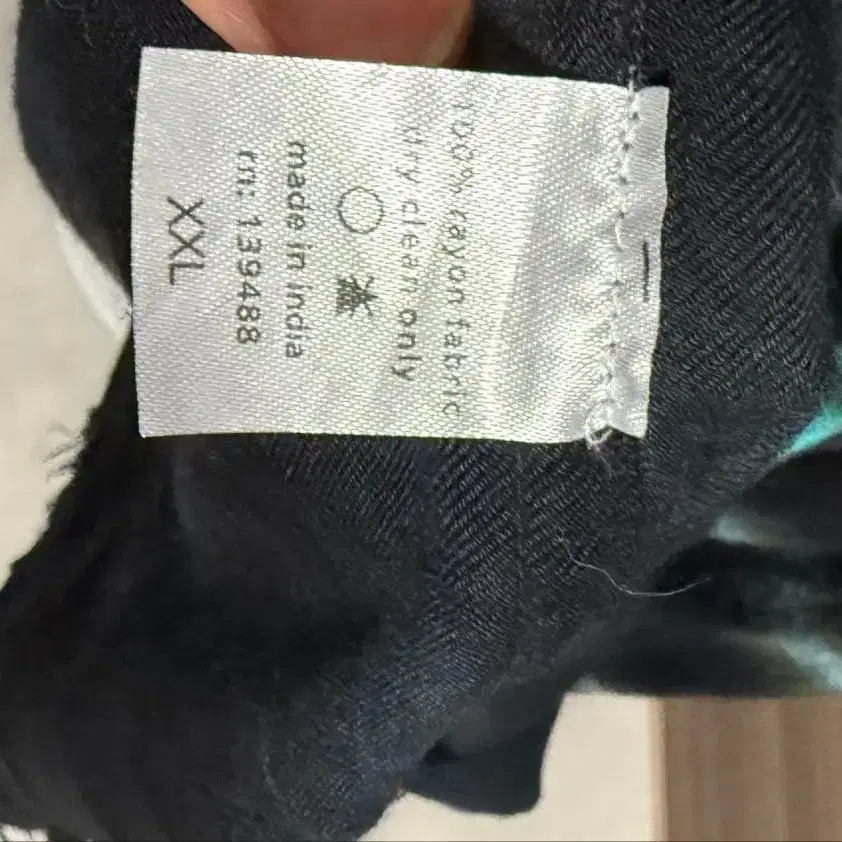 100% rayon fabric
dry clean only
made in india
rn: 139488
XXL